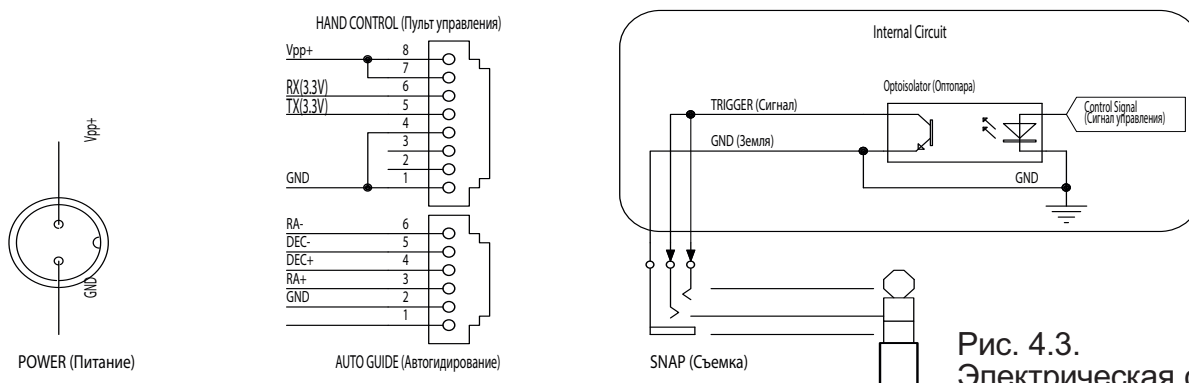 Vpp+
GND
POWER (Питание)
HAND CONTROL (Пульт управления)
Vpp+ 8
7
RX(3.3V) 6
TX(3.3V) 5
4
3
2
GND 1
RA- 6
DEC- 5
DEC+ 4
RA+ 3
GND 2
1
AUTO GUIDE (Автогидирование)
Internal Circuit
Optoisolator (Оптопара)
TRIGGER (Сигнал)
Control Signal
(Сигнал управления)
GND (Земля)
GND
SNAP (Съемка)
Рис. 4.3.
Электрическая